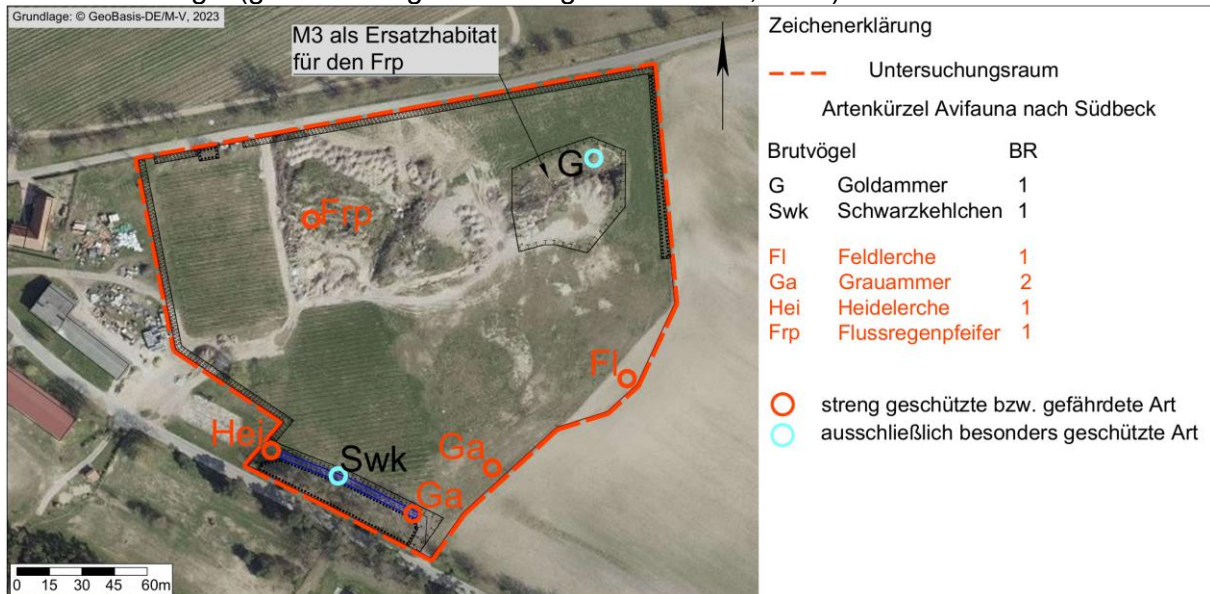 Grundlage: © GeoBasis-DE/M-V, 2023
M3 als Ersatzhabitat
für den Frp
G
Frp
Fl
Hei
Swk
Ga
Ga
0 15 30 45 60m
Zeichenerklärung
Untersuchungsraum
Artenkürzel Avifauna nach Südbeck
Brutvögel BR
G Goldammer 1
Swk Schwarzkehlchen 1
Fl Feldlerche 1
Ga Grauammer 2
Hei Heidelerche 1
Frp Flussregenpfeifer 1
streng geschützte bzw. gefährdete Art
ausschließlich besonders geschützte Art